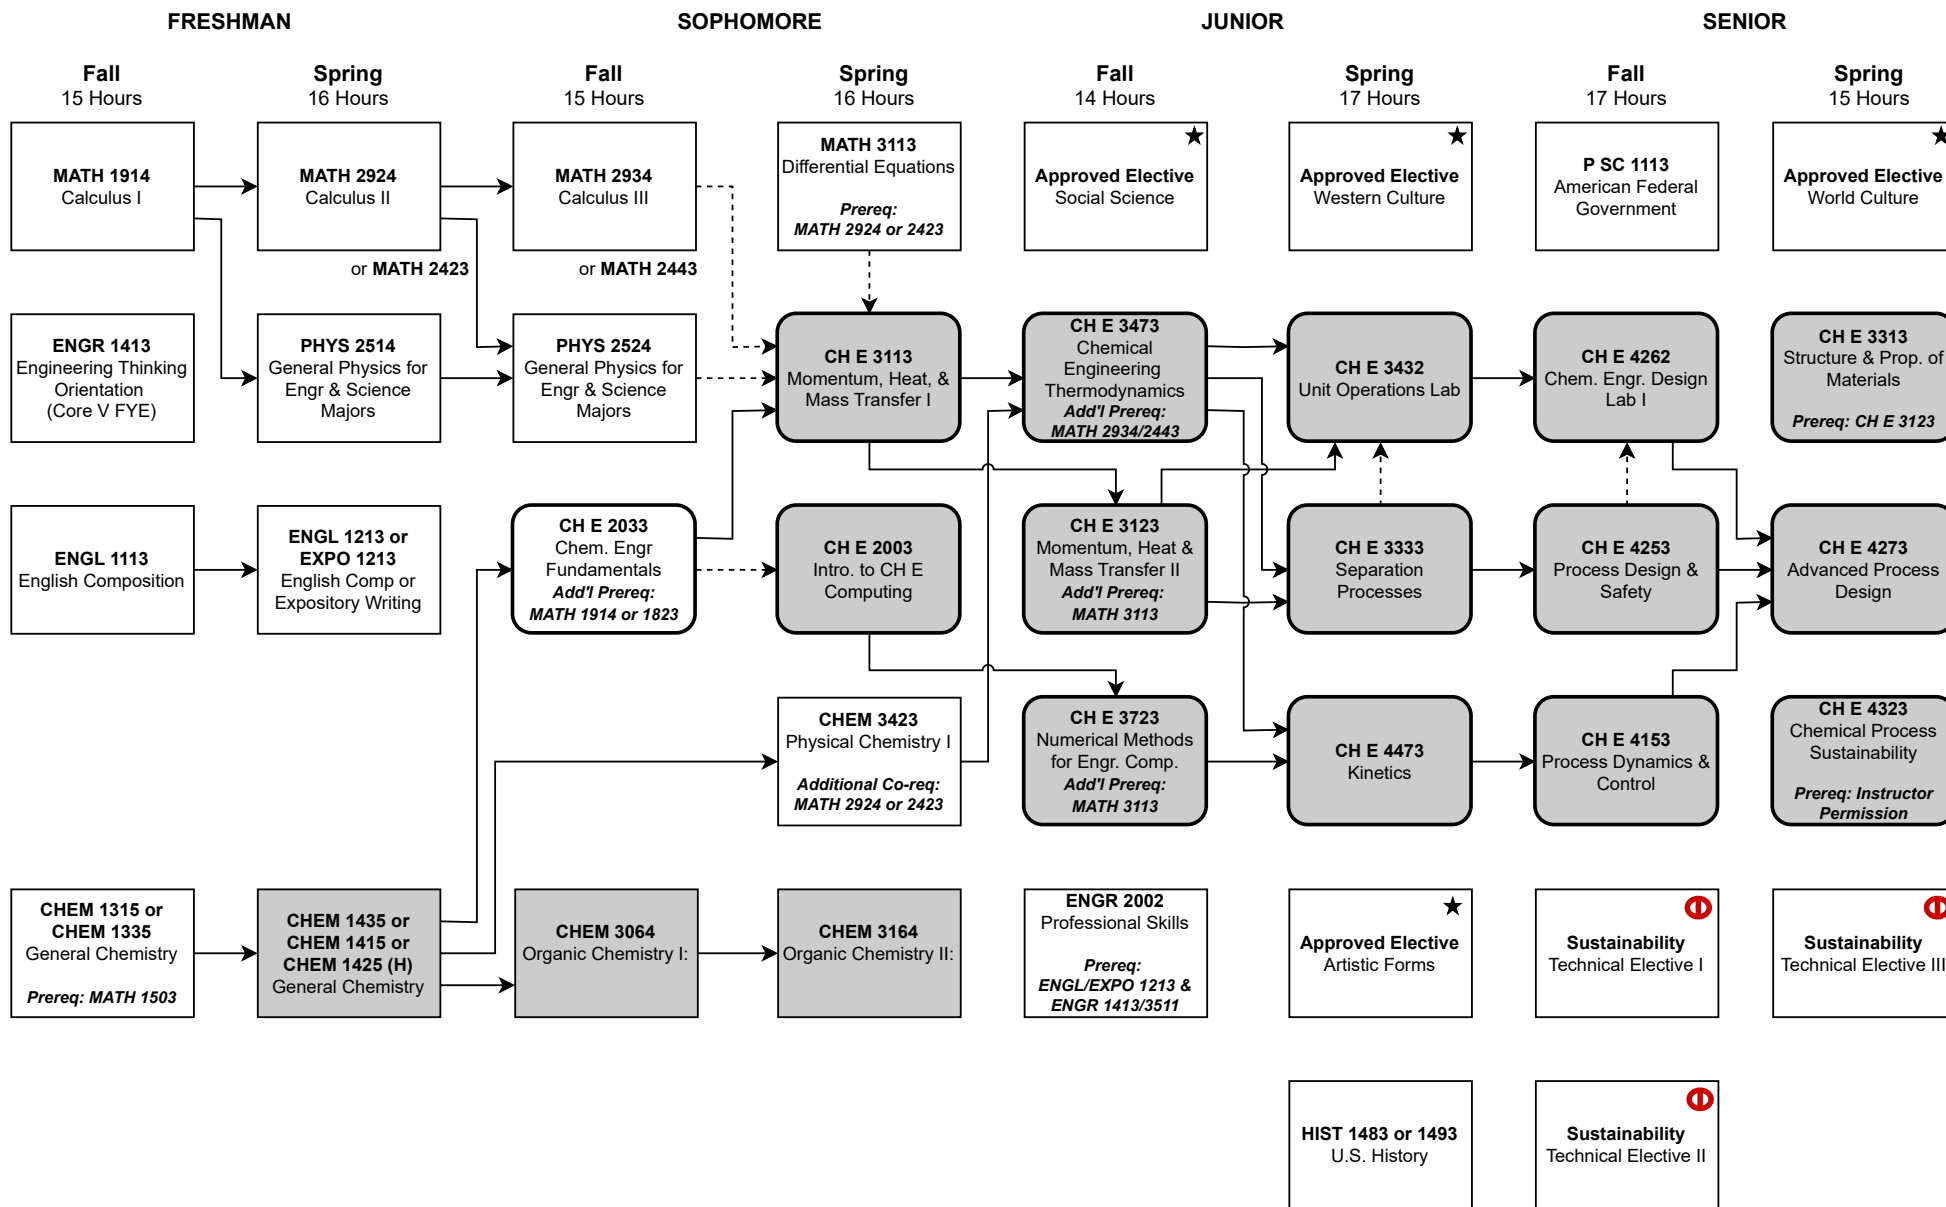 FRESHMAN
SOPHOMORE
JUNIOR
SENIOR
Fall
15 Hours
Spring
16 Hours
Fall
15 Hours
Spring
16 Hours
Fall
14 Hours
Spring
17 Hours
Fall
17 Hours
Spring
15 Hours
MATH 1914
Calculus I
MATH 2924
Calculus II
or MATH 2423
MATH 2934
Calculus III
or MATH 2443
MATH 3113
Differential Equations
Prereq:
MATH 2924 or 2423
Approved Elective
Social Science
Approved Elective
Western Culture
P SC 1113
American Federal
Government
Approved Elective
World Culture
ENGR 1413
Engineering Thinking
Orientation
(Core V FYE)
PHYS 2514
General Physics for
Engr & Science
Majors
PHYS 2524
General Physics for
Engr & Science
Majors
CH E 3113
Momentum, Heat, &
Mass Transfer I
CH E 3473
Chemical
Engineering
Thermodynamics
Add'l Prereq:
MATH 2934/2443
CH E 3432
Unit Operations Lab
CH E 4262
Chem. Engr. Design
Lab I
CH E 3313
Structure & Prop. of
Materials
Prereq: CH E 3123
ENGL 1113
English Composition
ENGL 1213 or
EXPO 1213
English Comp or
Expository Writing
CH E 2033
Chem. Engr
Fundamentals
Add'l Prereq:
MATH 1914 or 1823
CH E 2003
Intro. to CH E
Computing
CH E 3123
Momentum, Heat &
Mass Transfer II
Add'l Prereq:
MATH 3113
CH E 3333
Separation
Processes
CH E 4253
Process Design &
Safety
CH E 4273
Advanced Process
Design
CHEM 3423
Physical Chemistry I
Additional Co-req:
MATH 2924 or 2423
CH E 3723
Numerical Methods
for Engr. Comp.
Add'l Prereq:
MATH 3113
CH E 4473
Kinetics
CH E 4153
Process Dynamics &
Control
CH E 4323
Chemical Process
Sustainability
Prereq: Instructor
Permission
CHEM 1315 or
CHEM 1335
General Chemistry
Prereq: MATH 1503
CHEM 1435 or
CHEM 1415 or
CHEM 1425 (H)
General Chemistry
CHEM 3064
Organic Chemistry I:
CHEM 3164
Organic Chemistry II:
ENGR 2002
Professional Skills
Prereq:
ENGL/EXPO 1213 &
ENGR 1413/3511
Approved Elective
Artistic Forms
Sustainability
Technical Elective I
Sustainability
Technical Elective III
HIST 1483 or 1493
U.S. History
Sustainability
Technical Elective II